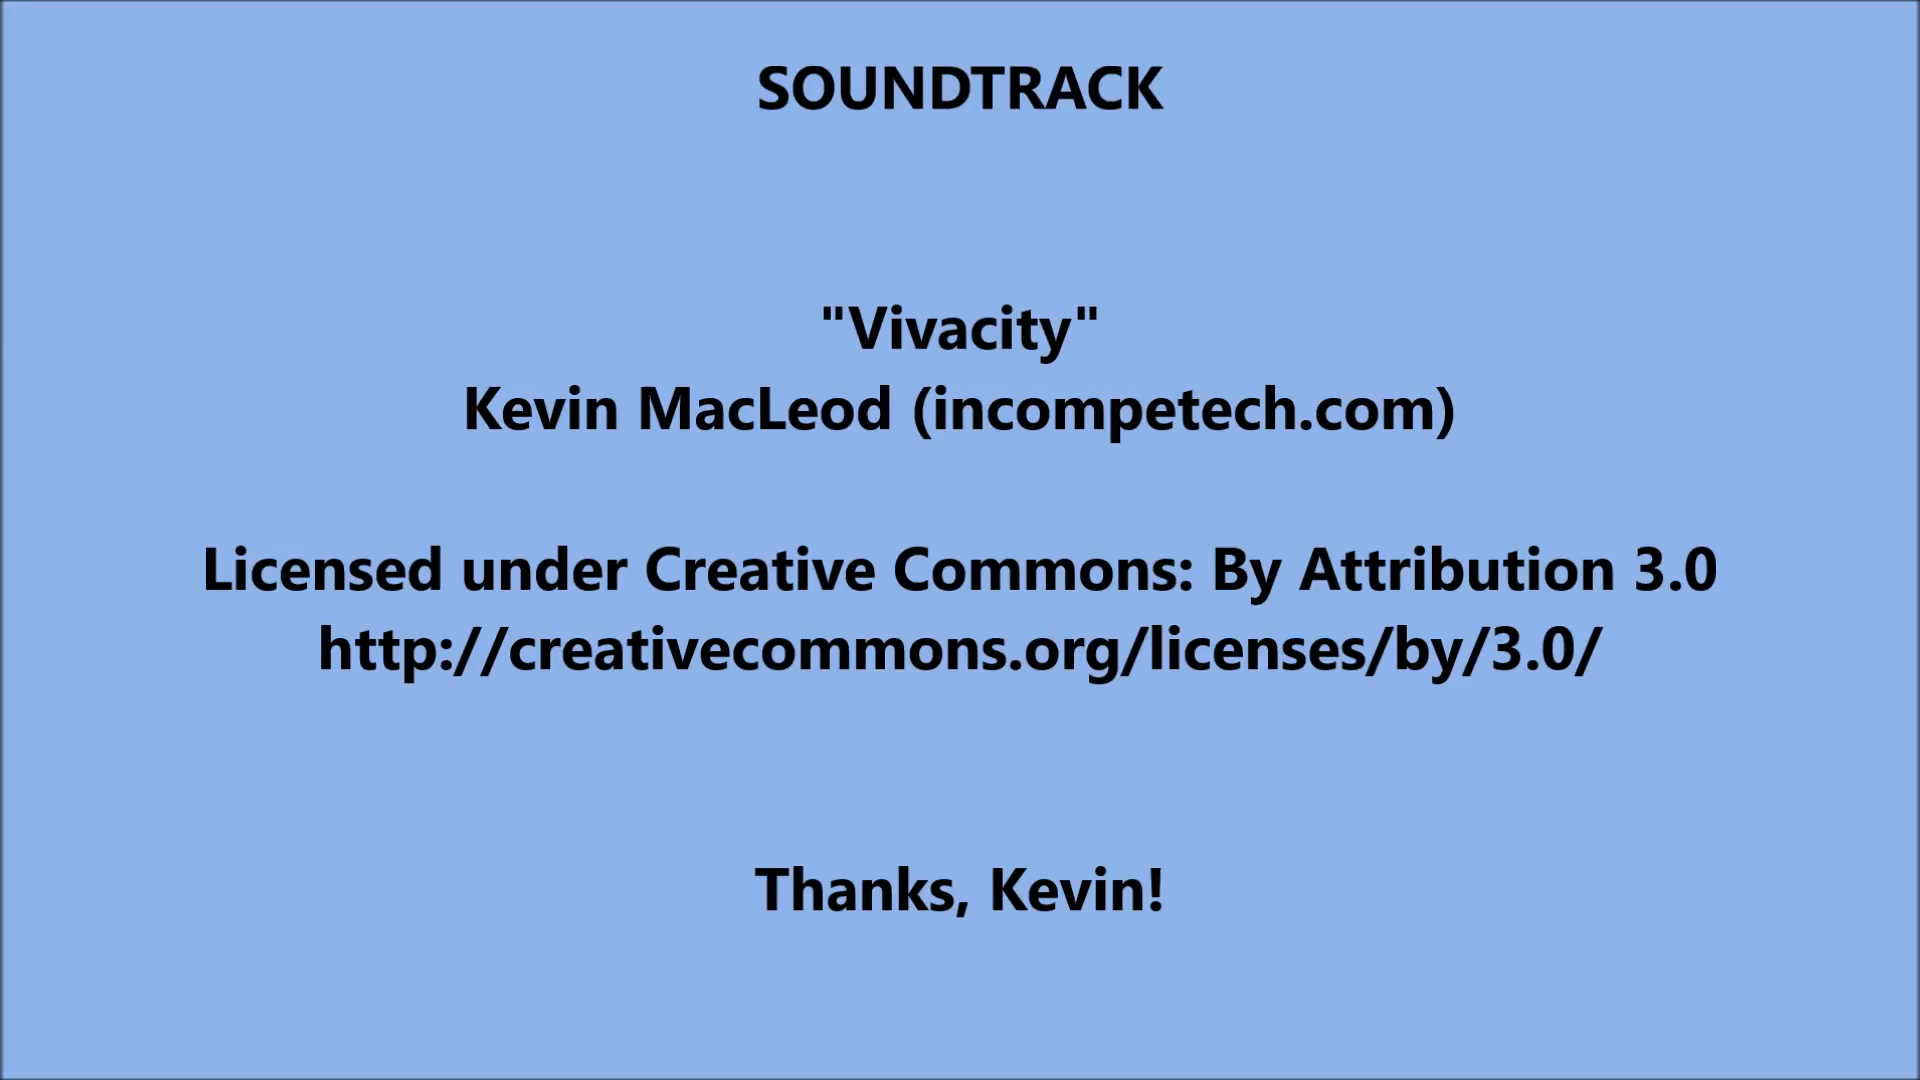 SOUNDTRACK
"Vivacity"
Kevin MacLeod (incompetech.com)
Licensed under Creative Commons: By Attribution 3.0
http://creativecommons.org/licenses/by/3.0/
Thanks, Kevin!